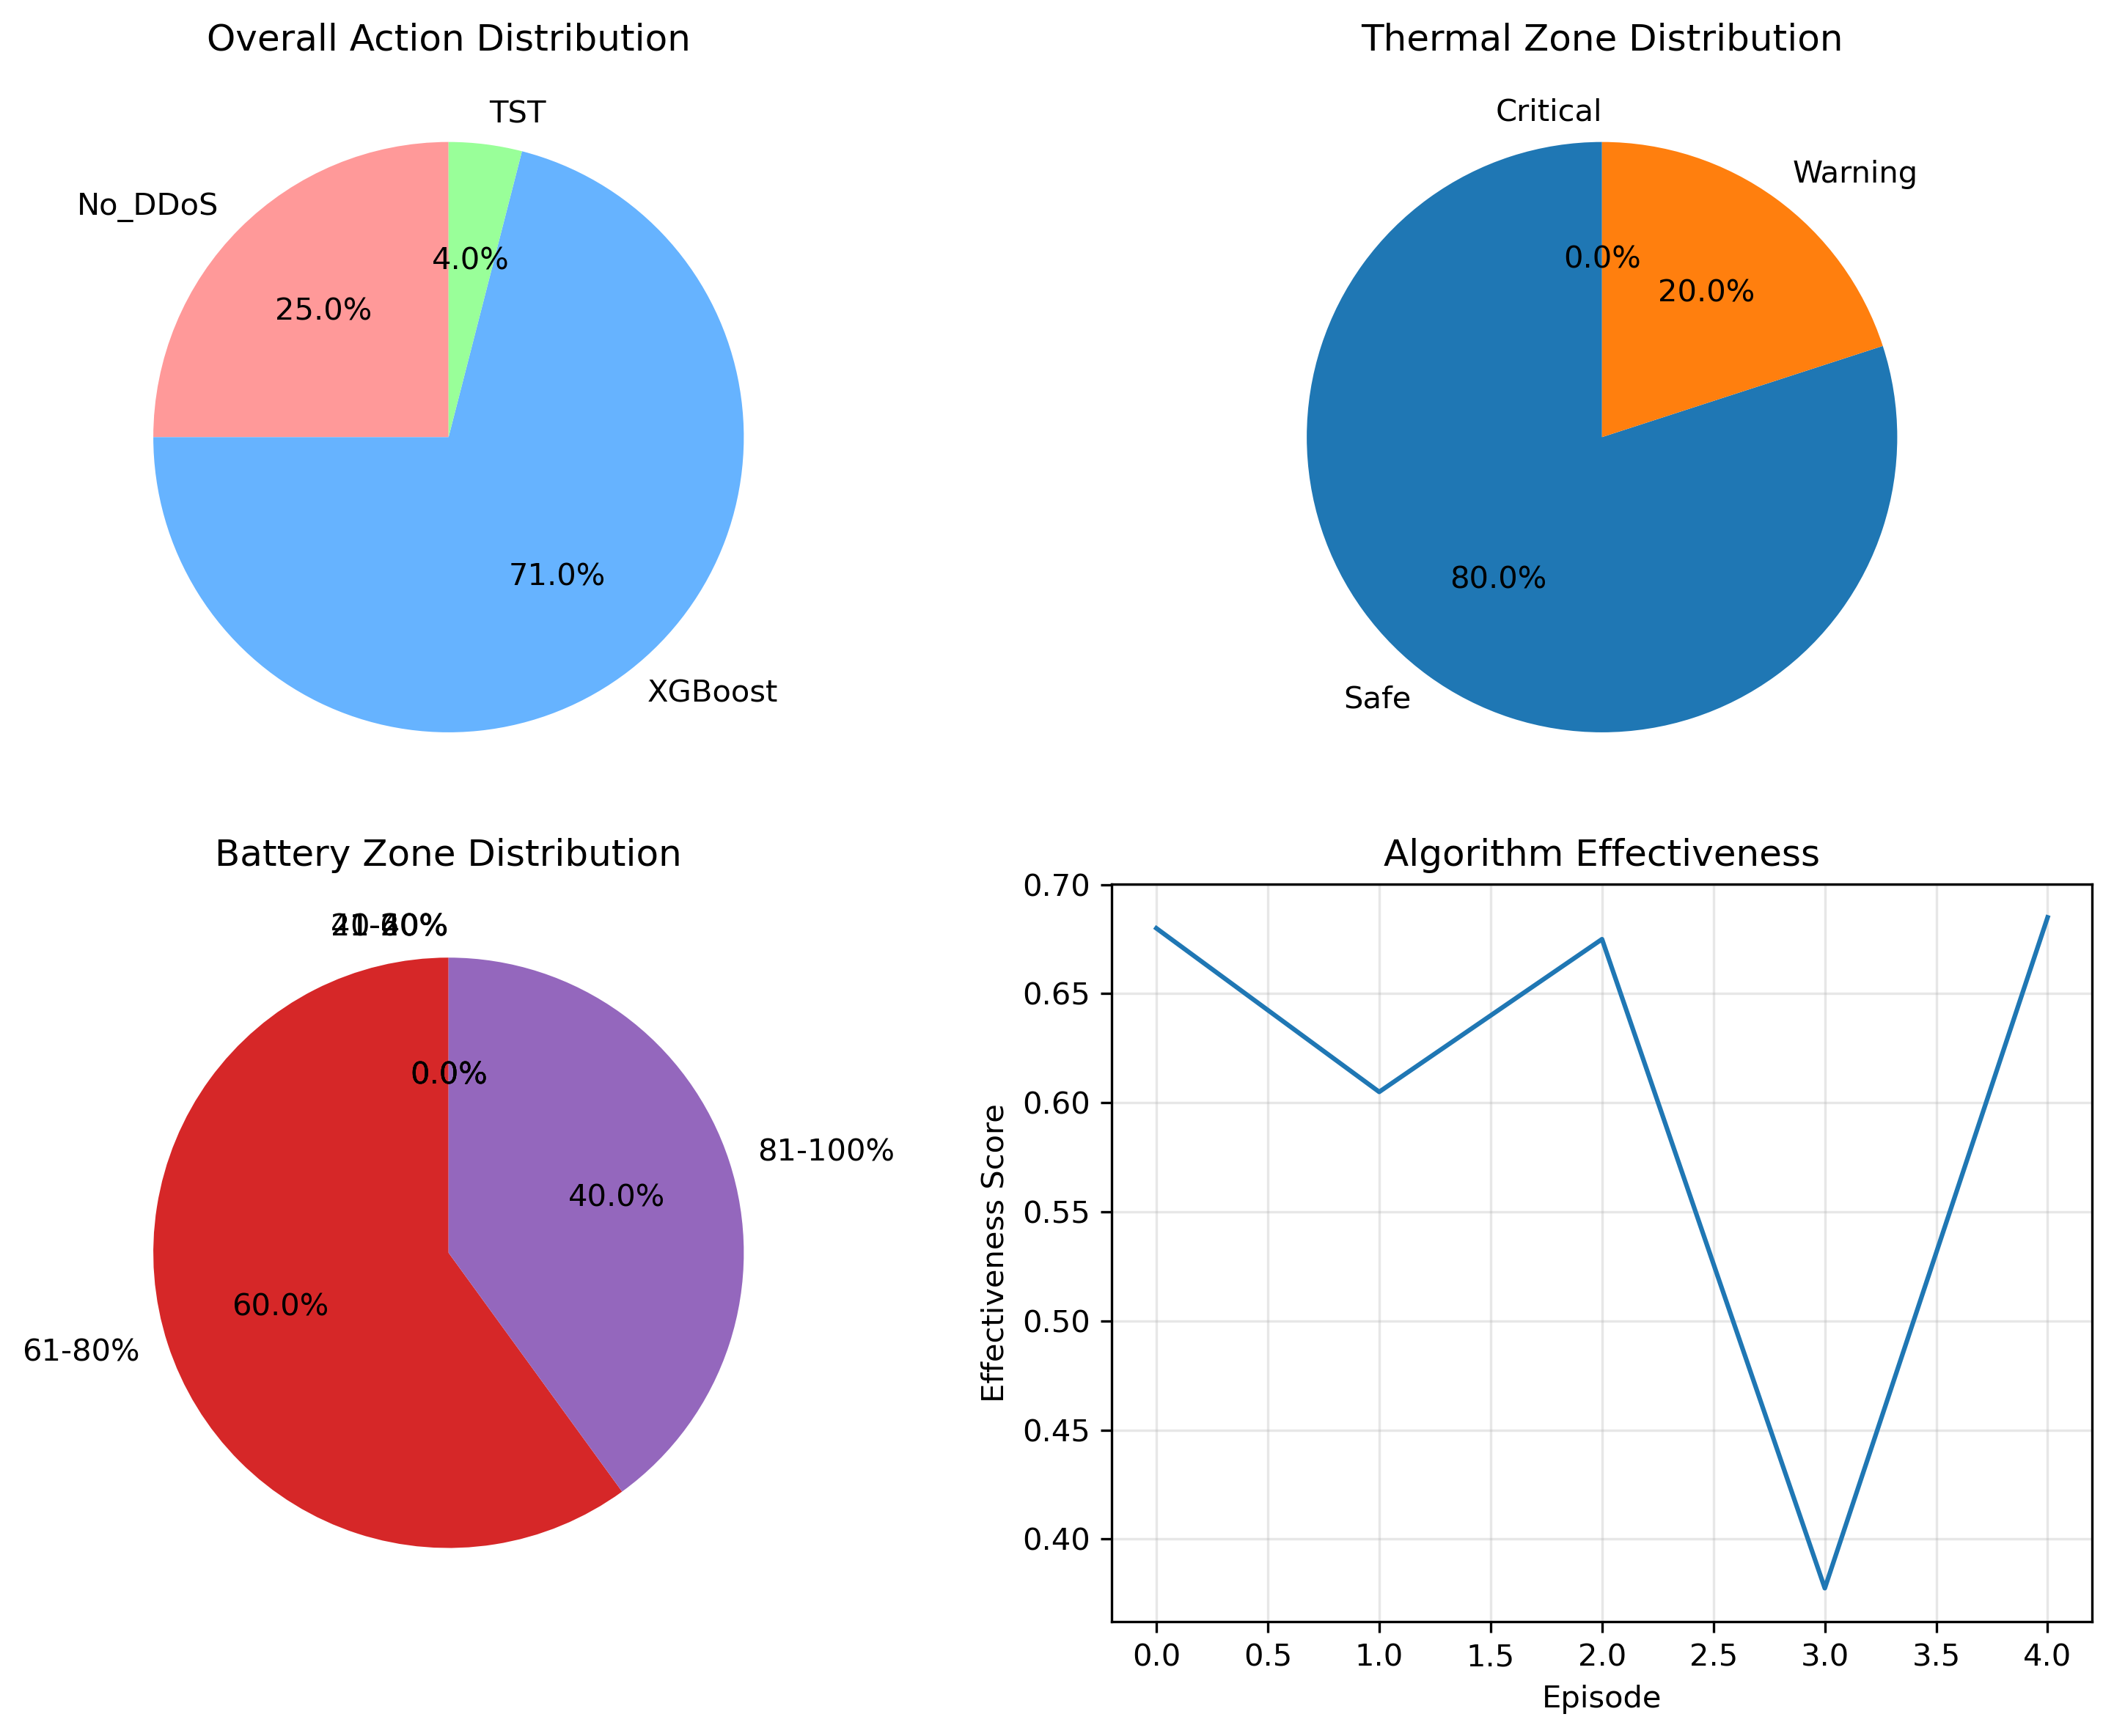 Overall Action Distribution
TST
No_DDoS
4.0%
25.0%
71.0%
XGBoost
Thermal Zone Distribution
Critical
Warning
0.0%
20.0%
80.0%
Safe
Battery Zone Distribution
0.0%
81-100%
40.0%
60.0%
61-80%
Algorithm Effectiveness
0.70
0.65
0.60
0.55
0.50
0.45
0.40
Effectiveness Score
0.0 0.5 1.0 1.5 2.0 2.5 3.0 3.5 4.0
Episode